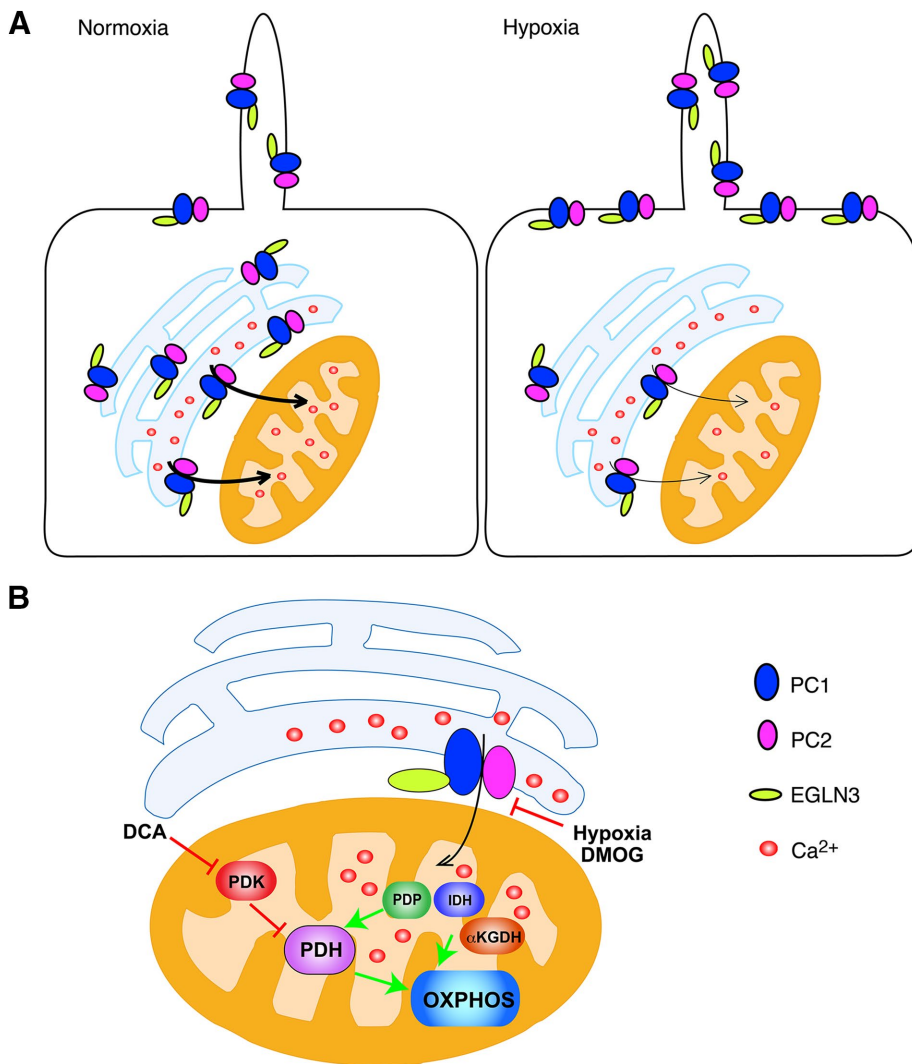 A
Normoxia
Hypoxia
B
DCA
PDK
PDH
PDP
IDH
αKGDH
OXPHOS
Hypoxia
DMOG
PC1
PC2
EGLN3
Ca²⁺